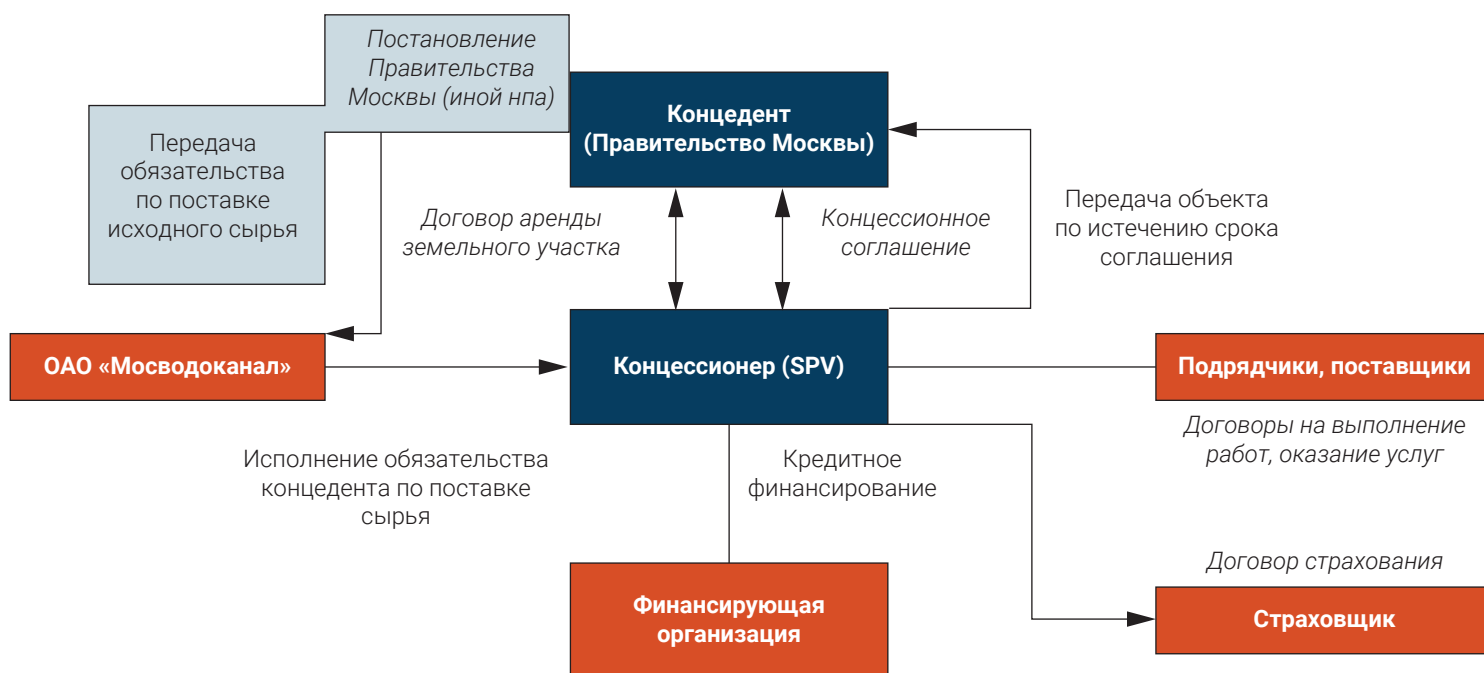 Постановление
Правительства
Москвы (иной нпа)
Передача
обязательства
по поставке
исходного сырья
Концедент
(Правительство Москвы)
Договор аренды
земельного участка
Концессионное
соглашение
Передача объекта
по истечению срока
соглашения
ОАО «Мосводоканал»
Концессионер (SPV)
Подрядчики, поставщики
Договоры на выполнение
работ, оказание услуг
Исполнение обязательства
концедента по поставке
сырья
Кредитное
финансирование
Договор страхования
Финансирующая
организация
Страховщик